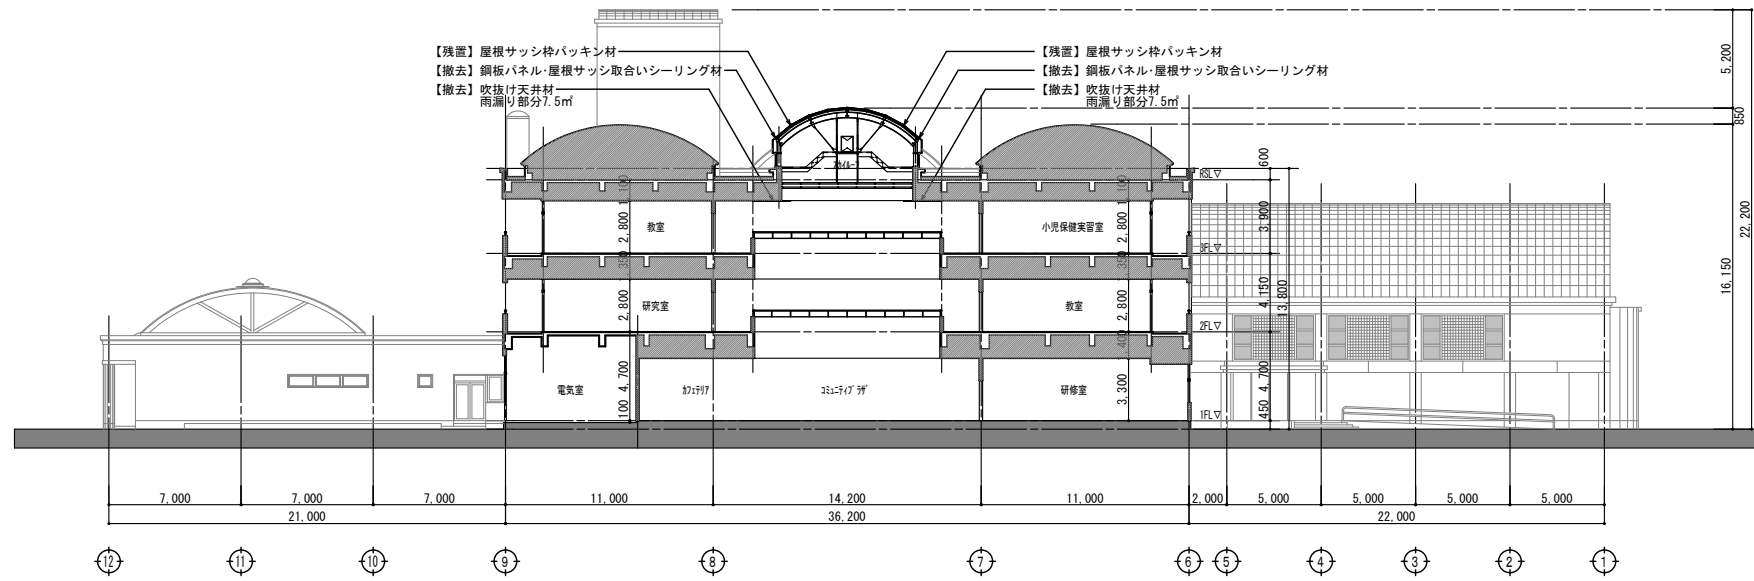 【残置】屋根サッシ枠パッキン材
【撤去】鋼板パネル・屋根サッシ取合いシーリング材
【撤去】吹抜け天井材
雨漏り部分7.5㎡
【残置】屋根サッシ枠パッキン材
【撤去】鋼板パネル・屋根サッシ取合いシーリング材
【撤去】吹抜け天井材
雨漏り部分7.5㎡
5,200
850
22,200
16,150
600
RSL▽
3,900
13,800
3FL▽
4,150
2FL▽
4,700
1FL▽
450
教室
小児保健実習室
2,800
2,800
350
研究室
教室
2,800
2,800
電気室
カフェテリア
コミュニティプラザ
研修室
4,700
100
3,300
7,000
7,000
7,000
11,000
14,200
11,000
2,000
5,000
5,000
5,000
5,000
21,000
36,200
22,000
12
11
10
9
8
7
6
5
4
3
2
1